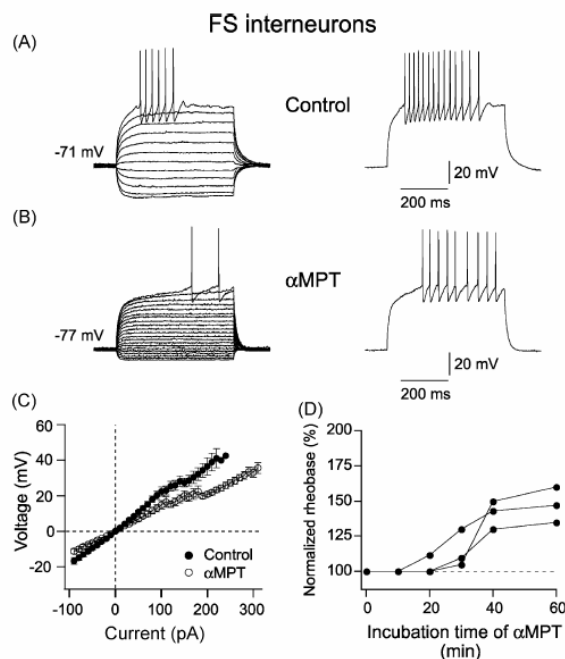 FS interneurons
(A)
Control
-71 mV
20 mV
200 ms
(B)
αMPT
-77 mV
20 mV
200 ms
(C)
60
40
20
0
-20
Voltage (mV)
Control
αMPT
-100 0 100 200 300
Current (pA)
(D)
200
175
150
125
100
75
Normalized rheobase (%)
0 20 40 60
Incubation time of αMPT
(min)